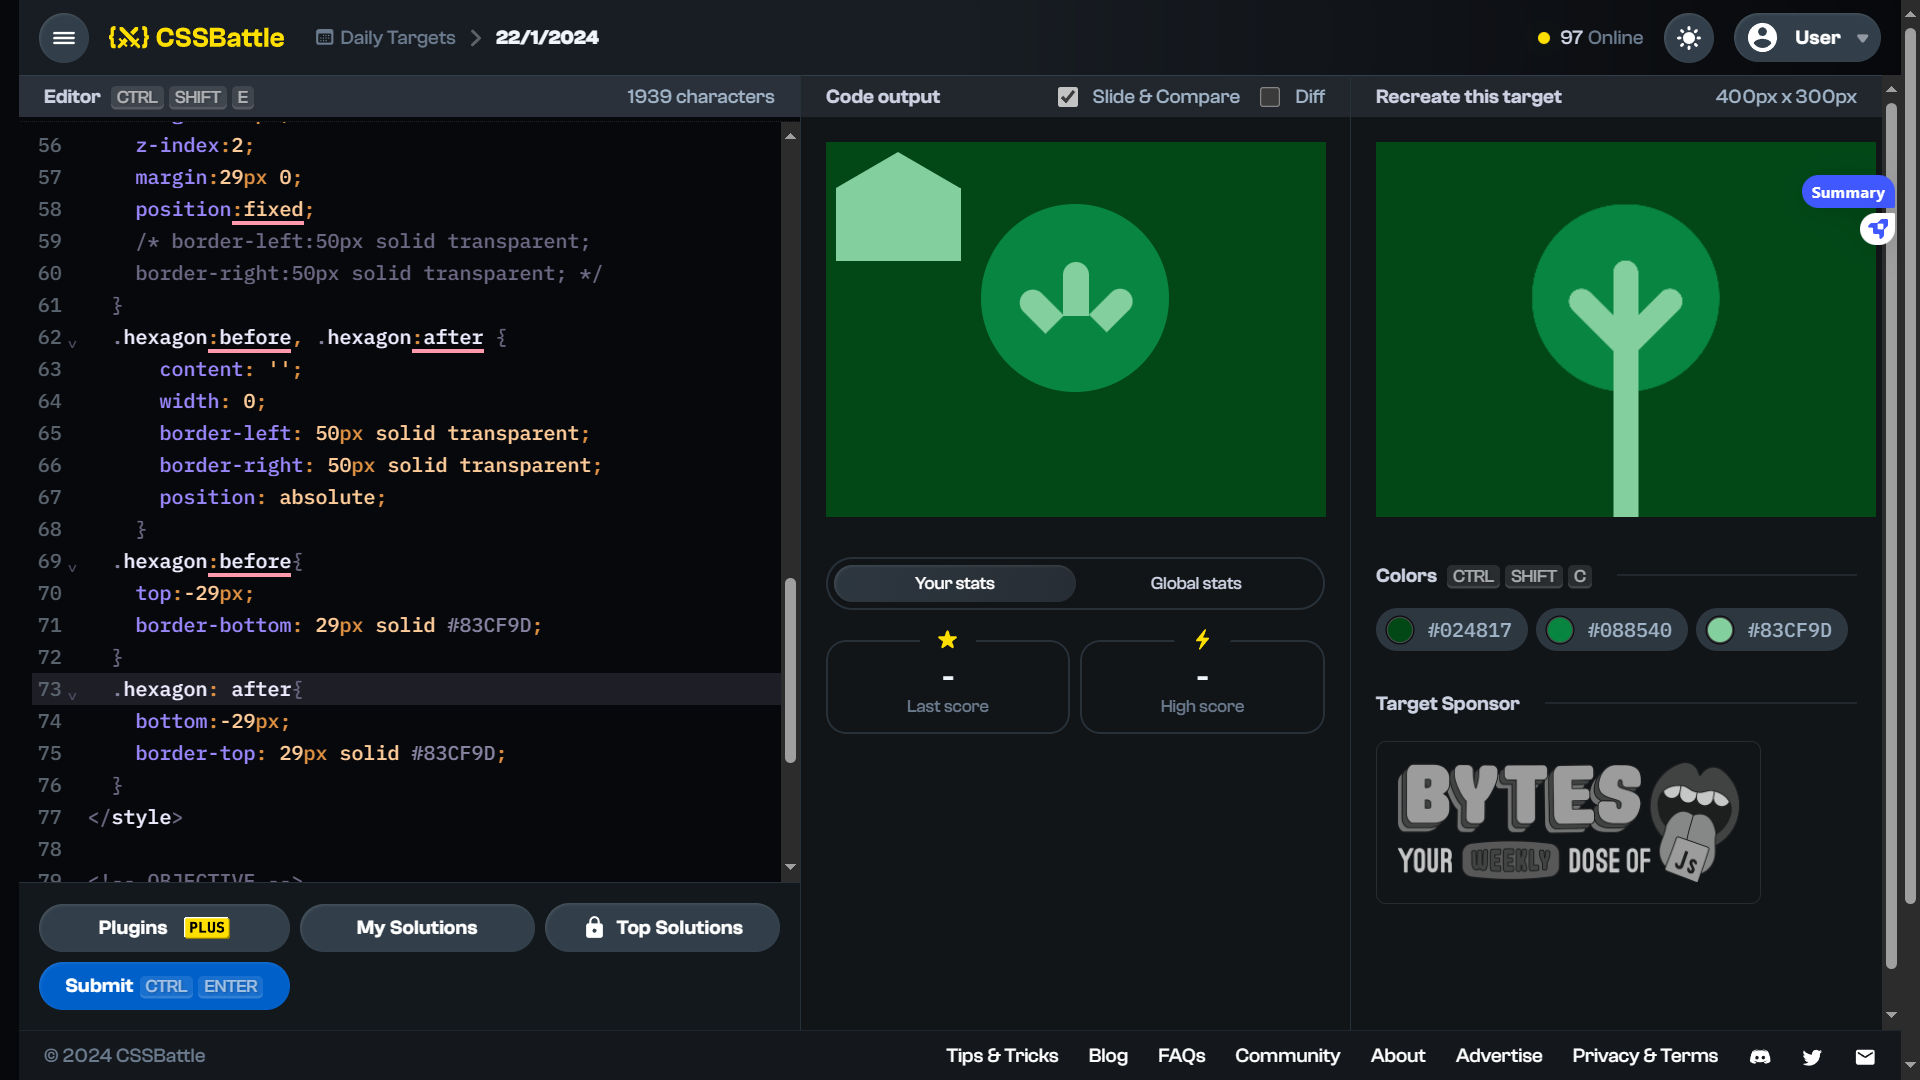 CSSBattle
Daily Targets
22/1/2024
97 Online
User
Editor CTRL SHIFT E
1939 characters
56 z-index:2;
57 margin:29px 0;
58 position:fixed;
59 /* border-left:50px solid transparent;
60 border-right:50px solid transparent; */
61 }
62 .hexagon:before, .hexagon:after {
63 content: '';
64 width: 0;
65 border-left: 50px solid transparent;
66 border-right: 50px solid transparent;
67 position: absolute;
68 }
69 .hexagon:before{
70 top:-29px;
71 border-bottom: 29px solid #83CF9D;
72 }
73 .hexagon: after{
74 bottom:-29px;
75 border-top: 29px solid #83CF9D;
76 }
77 </style>
78
79 <!-- OBJECTIVE -->
Plugins PLUS
My Solutions
Top Solutions
Submit CTRL ENTER
Code output
Slide & Compare
Diff
Your stats
Global stats
-
Last score
-
High score
Recreate this target
400px x 300px
Summary
Colors CTRL SHIFT C
#024817
#088540
#83CF9D
Target Sponsor
BYTES
YOUR WEEKLY DOSE OF JS
© 2024 CSSBattle
Tips & Tricks
Blog
FAQs
Community
About
Advertise
Privacy & Terms